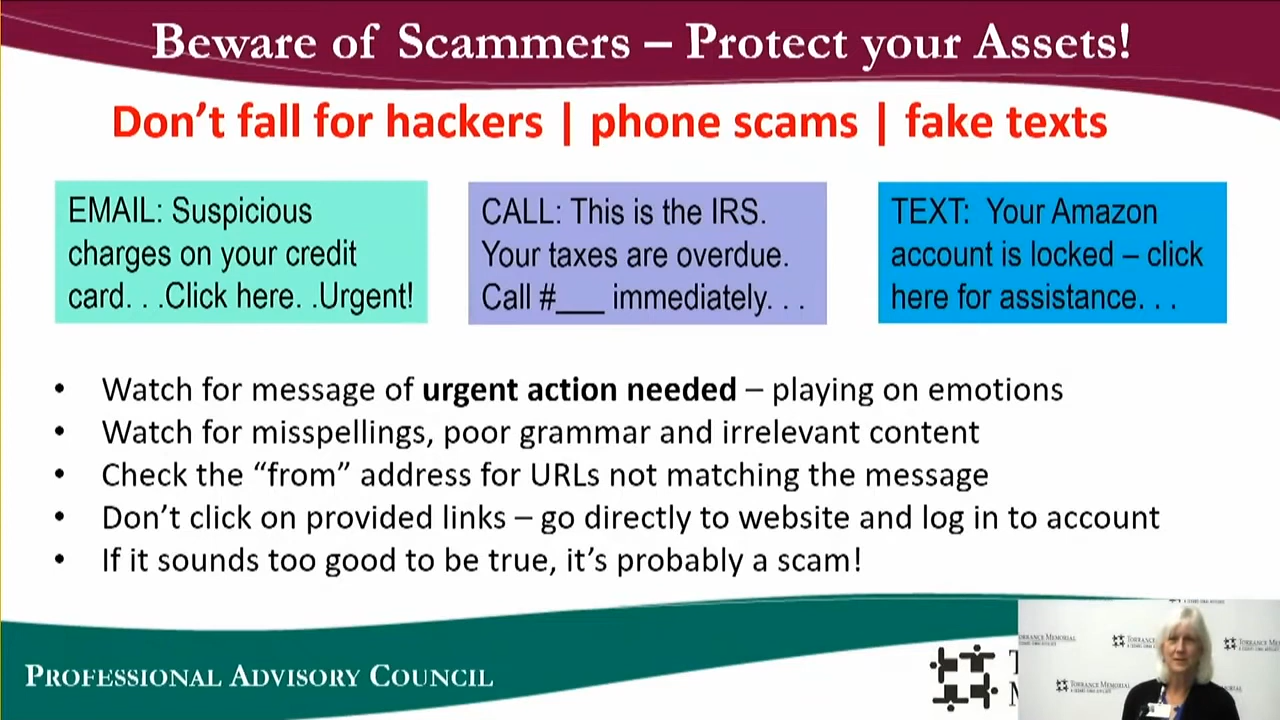 Beware of Scammers – Protect your Assets!
Don’t fall for hackers | phone scams | fake texts
EMAIL: Suspicious
charges on your credit
card. . .Click here. .Urgent!
CALL: This is the IRS.
Your taxes are overdue.
Call #___ immediately. . .
TEXT:  Your Amazon
account is locked – click
here for assistance. . .
• Watch for message of urgent action needed – playing on emotions
• Watch for misspellings, poor grammar and irrelevant content
• Check the “from” address for URLs not matching the message
• Don’t click on provided links – go directly to website and log in to account
• If it sounds too good to be true, it’s probably a scam!
PROFESSIONAL ADVISORY COUNCIL
TORRANCE MEMORIAL
TORRANCE MEMORIAL